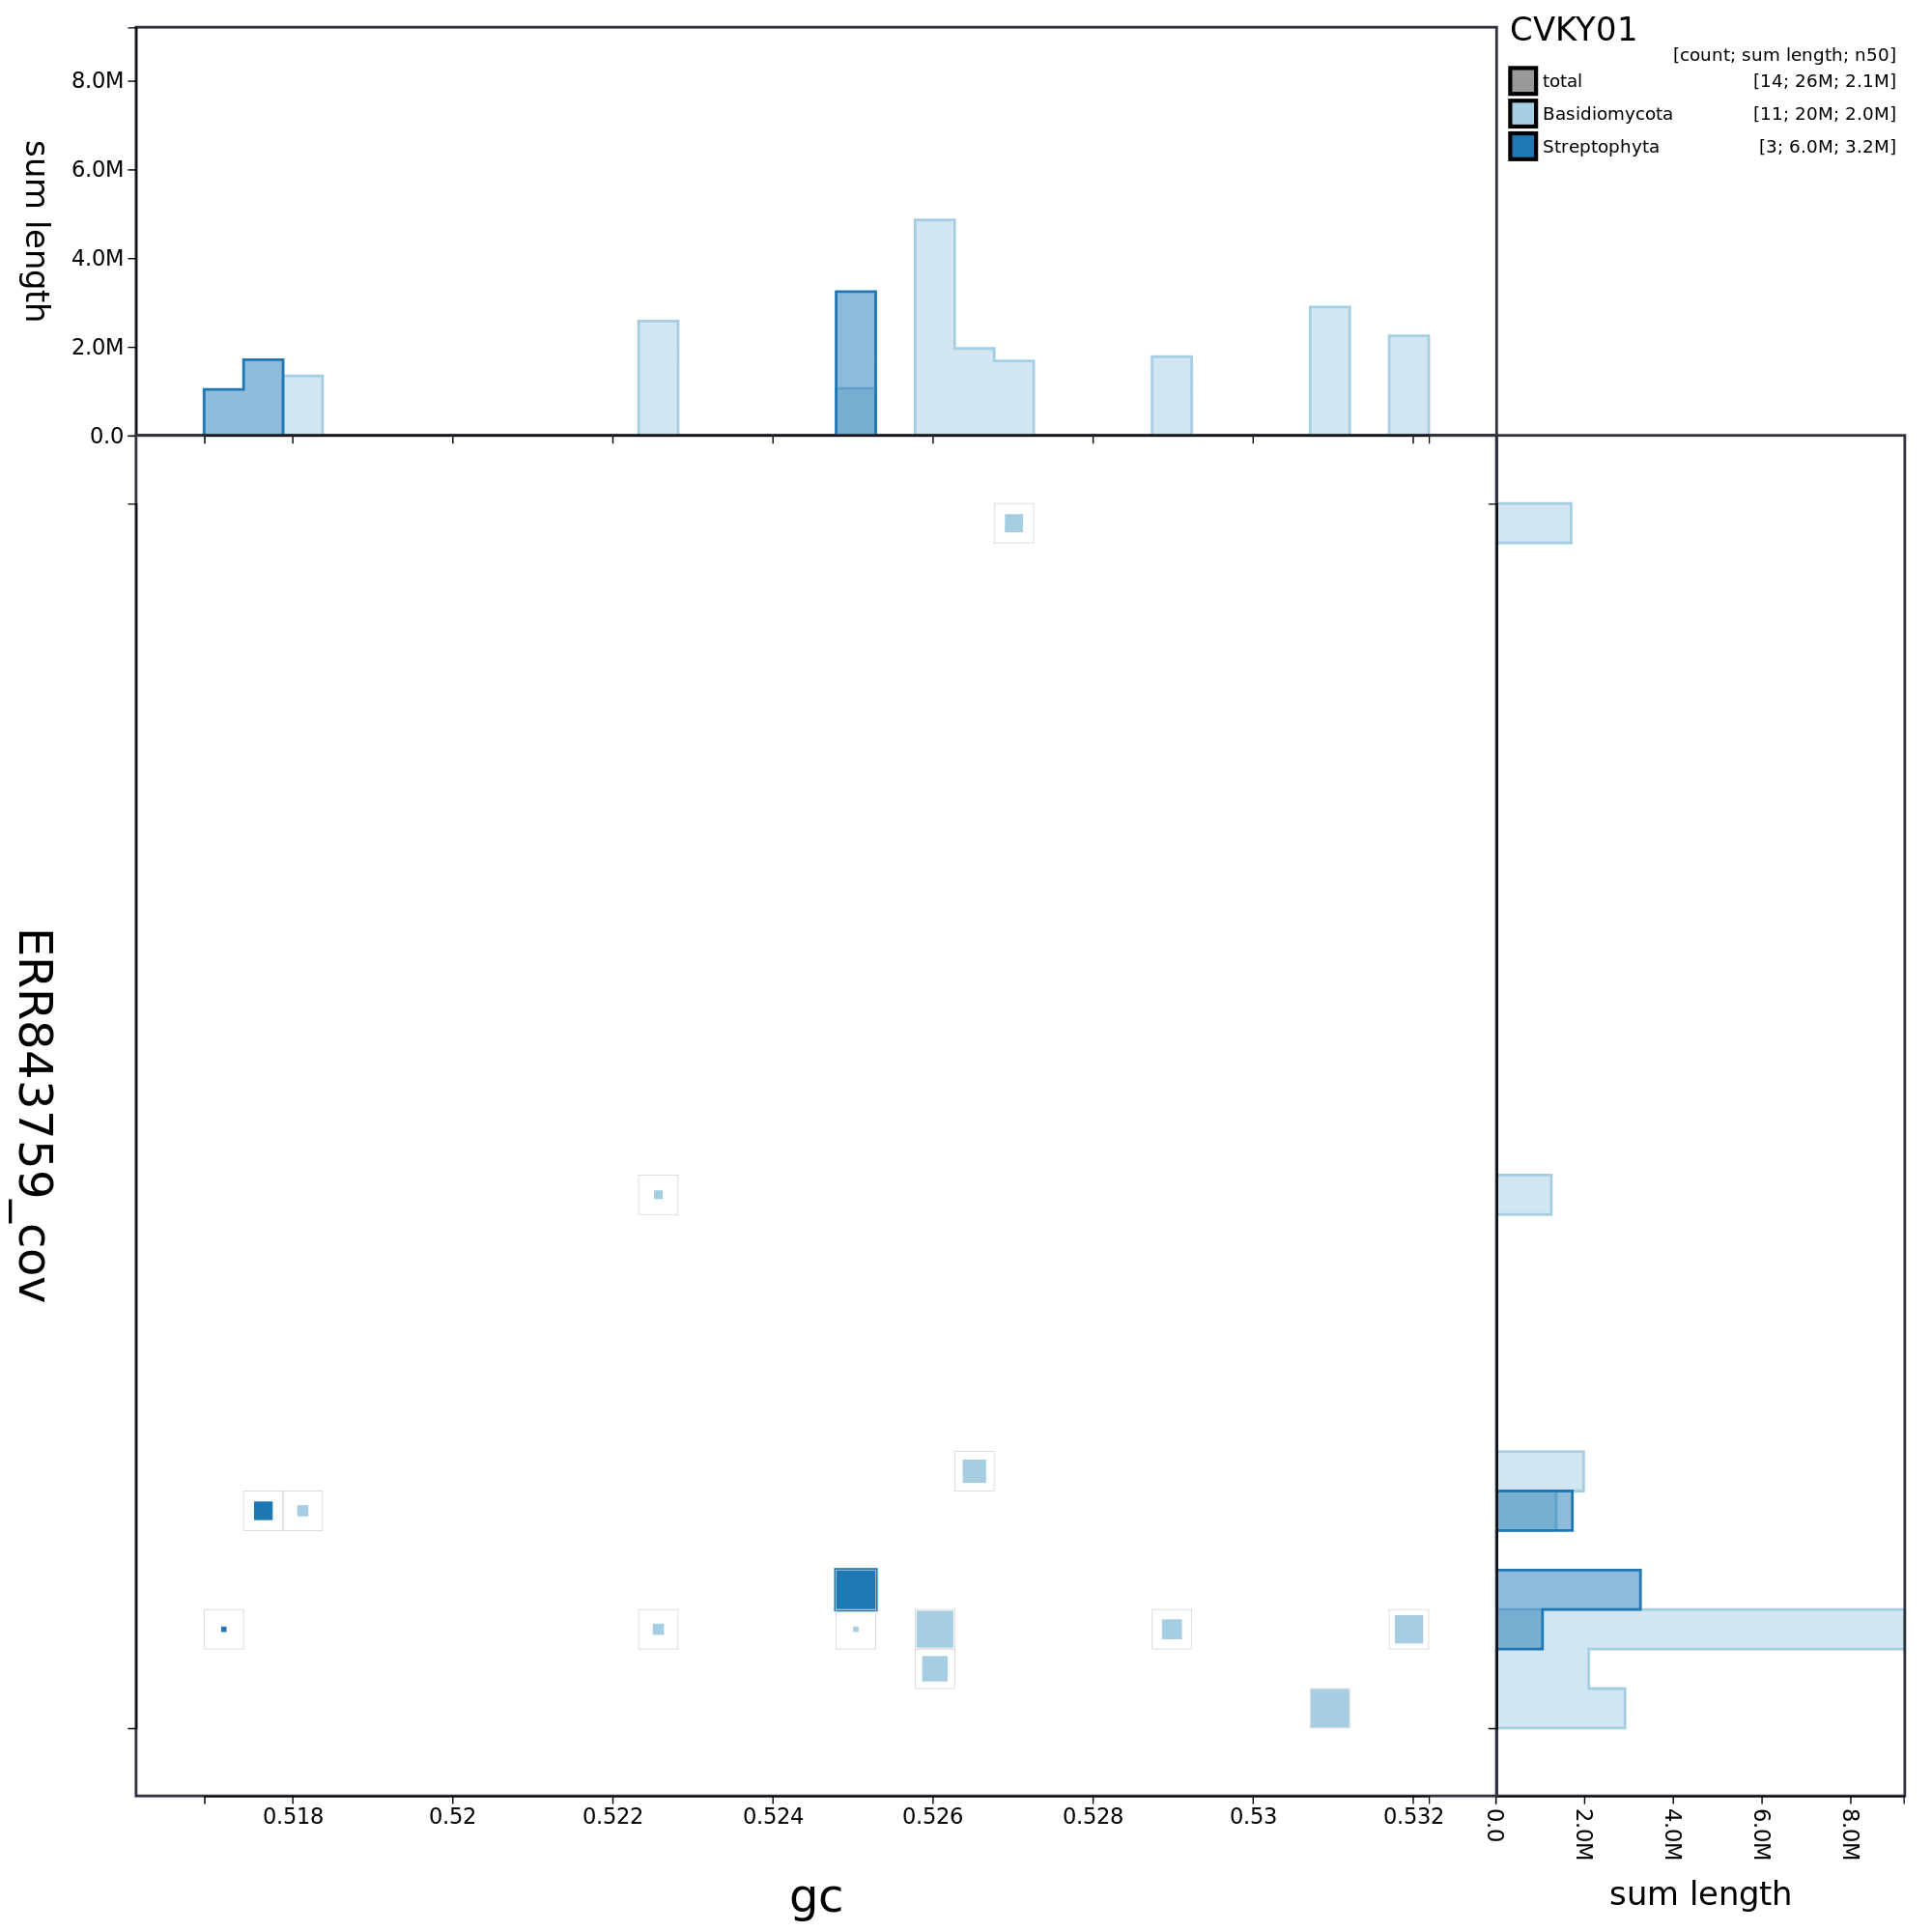 CVKY01
[count; sum length; n50]
total [14; 26M; 2.1M]
Basidiomycota [11; 20M; 2.0M]
Streptophyta [3; 6.0M; 3.2M]
sum length
8.0M
6.0M
4.0M
2.0M
0.0
ERR843759_cov
0.518 0.52 0.522 0.524 0.526 0.528 0.53 0.532
gc
0.0 2.0M 4.0M 6.0M 8.0M
sum length